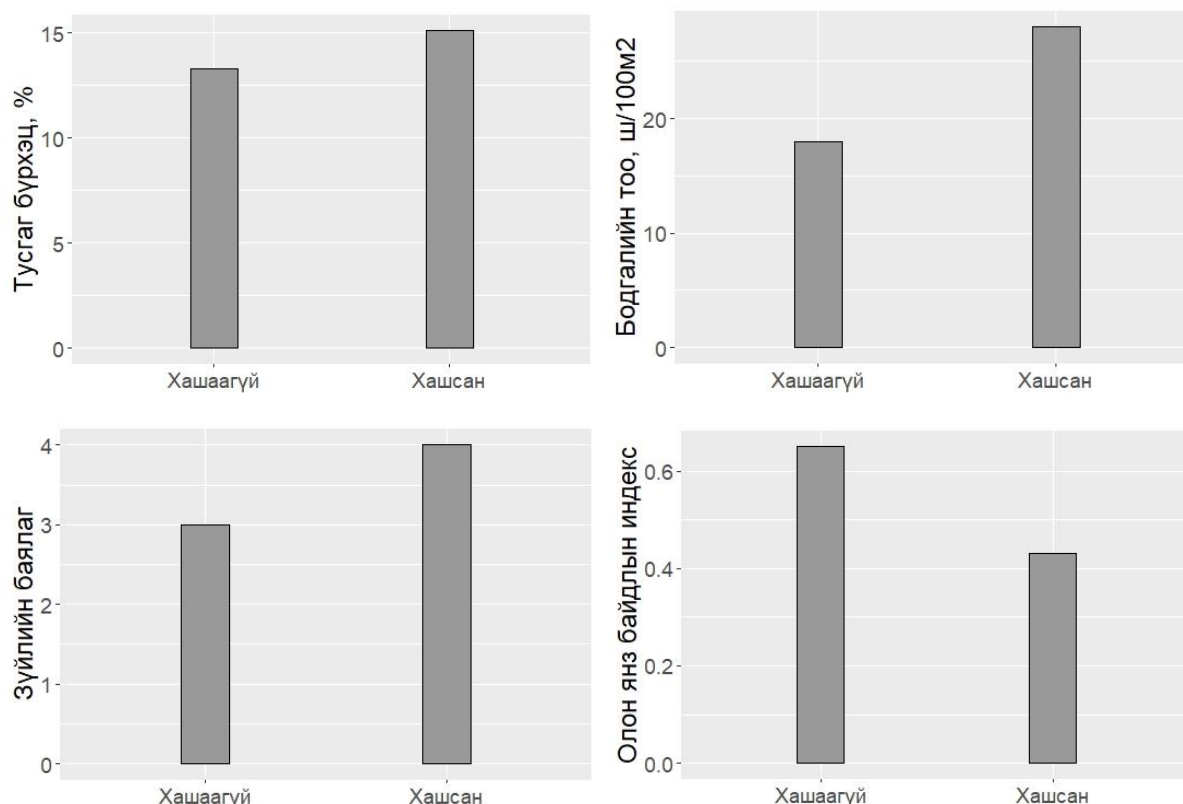 Тусгаг бүрхэц, %
15
10
5
0
Хашаагүй
Хашсан
Бодгалийн тоо, ш/100м2
20
10
0
Хашаагүй
Хашсан
Зүйлийн баялаг
4
3
2
1
0
Хашаагүй
Хашсан
Олон янз байдлын индекс
0.6
0.4
0.2
0.0
Хашаагүй
Хашсан